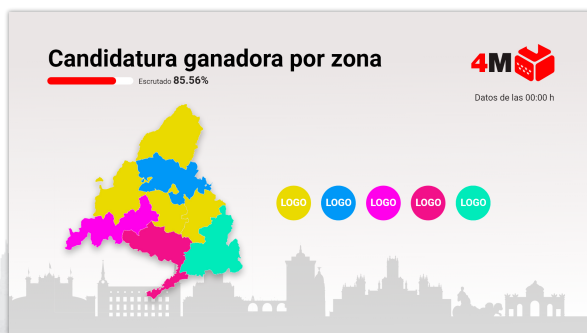 Candidatura ganadora por zona
4M
Escrutado 85.56%
Datos de las 00:00 h
LOGO LOGO LOGO LOGO LOGO